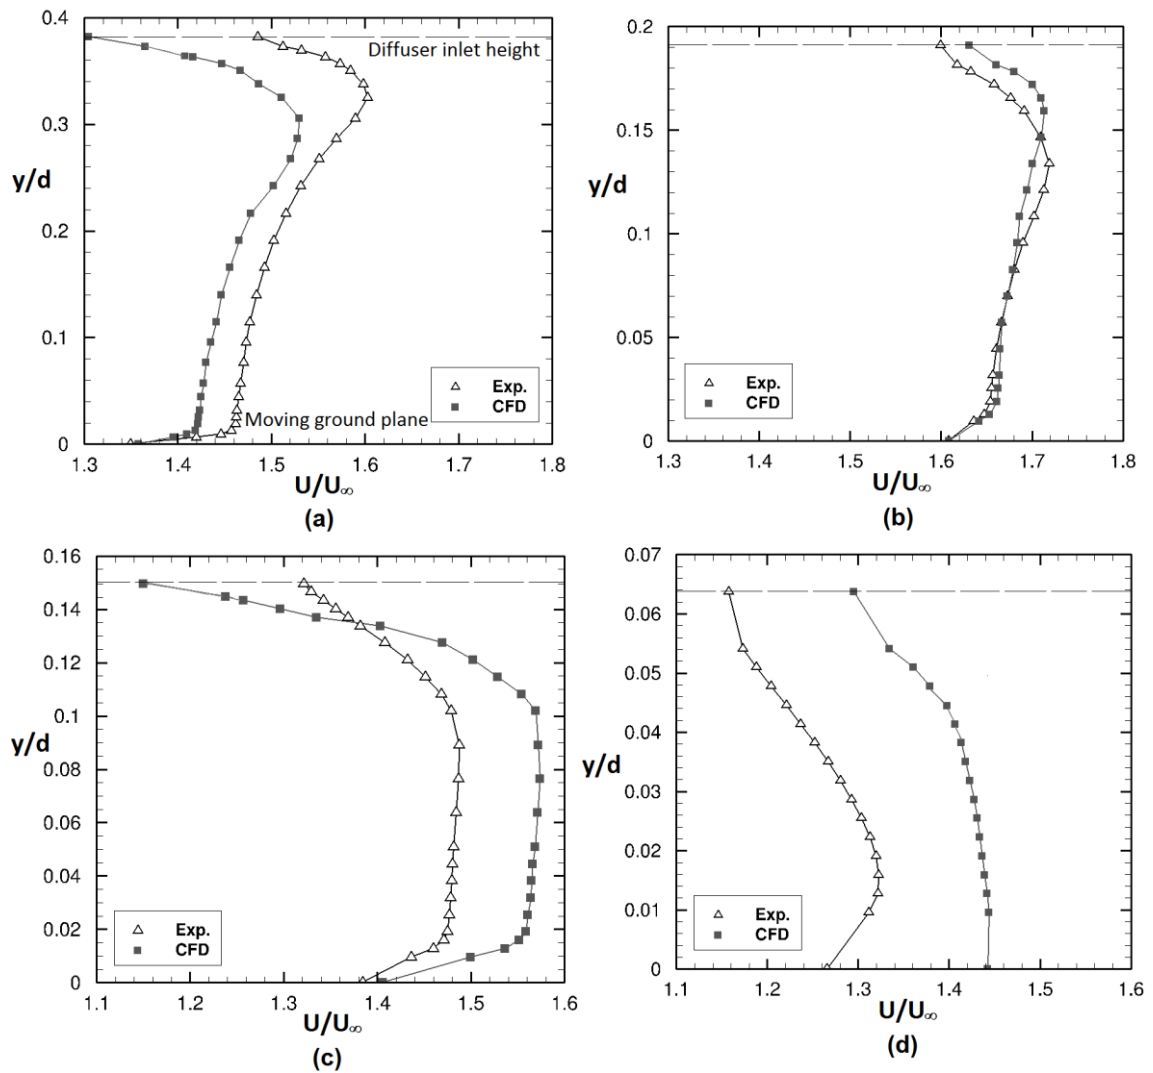 0.4
Diffuser inlet height
0.3
y/d
0.2
0.1
Exp.
CFD
Moving ground plane
0
1.3 1.4 1.5 1.6 1.7 1.8
U/U∞
(a)
0.2
0.15
y/d
0.1
0.05
Exp.
CFD
0
1.3 1.4 1.5 1.6 1.7 1.8
U/U∞
(b)
0.16
0.14
0.12
0.1
y/d
0.08
0.06
0.04
0.02
Exp.
CFD
0
1.1 1.2 1.3 1.4 1.5 1.6
U/U∞
(c)
0.07
0.06
0.05
0.04
y/d
0.03
0.02
0.01
Exp.
CFD
0
1.1 1.2 1.3 1.4 1.5 1.6
U/U∞
(d)